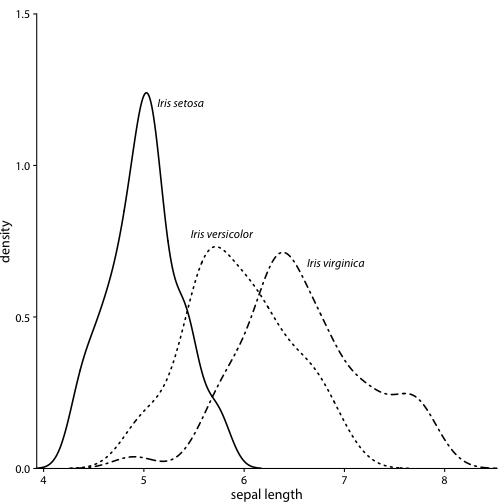 1.5
Iris setosa
1.0
Iris versicolor
density
Iris virginica
0.5
0.0
4 5 6 7 8
sepal length